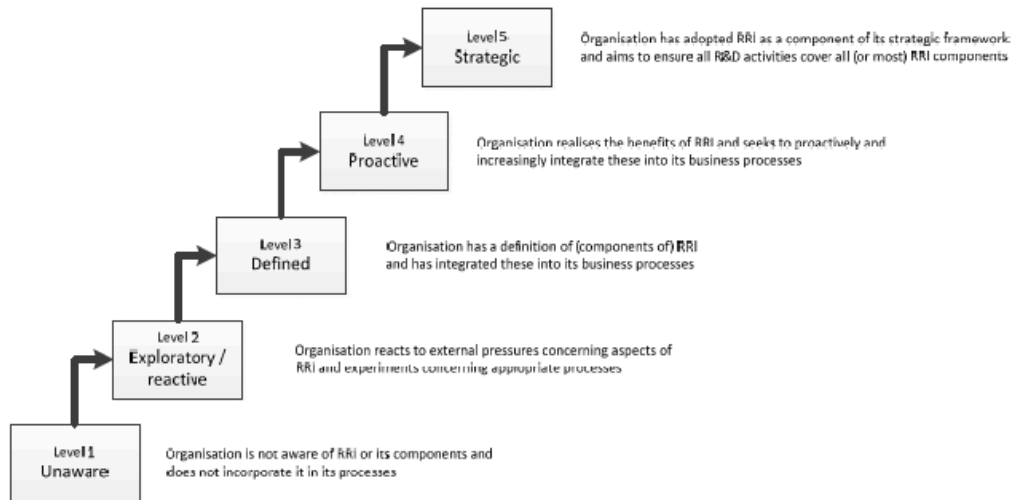 Level 5
Strategic
Organisation has adopted RRI as a component of its strategic framework
and aims to ensure all R&D activities cover all (or most) RRI components
Level 4
Proactive
Organisation realises the benefits of RRI and seeks to proactively and
increasingly integrate these into its business processes
Level 3
Defined
Organisation has a definition of (components of) RRI
and has integrated these into its business processes
Level 2
Exploratory /
reactive
Organisation reacts to external pressures concerning aspects of
RRI and experiments concerning appropriate processes
Level 1
Unaware
Organisation is not aware of RRI or its components and
does not incorporate it in its processes